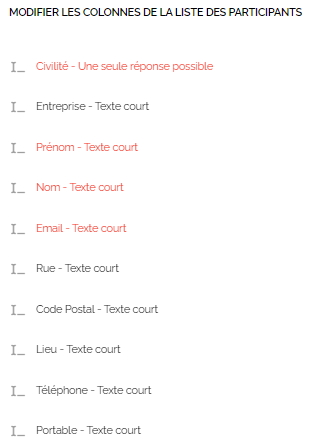 MODIFIER LES COLONNES DE LA LISTE DES PARTICIPANTS
Civilité - Une seule réponse possible
Entreprise - Texte court
Prénom - Texte court
Nom - Texte court
Email - Texte court
Rue - Texte court
Code Postal - Texte court
Lieu - Texte court
Téléphone - Texte court
Portable - Texte court